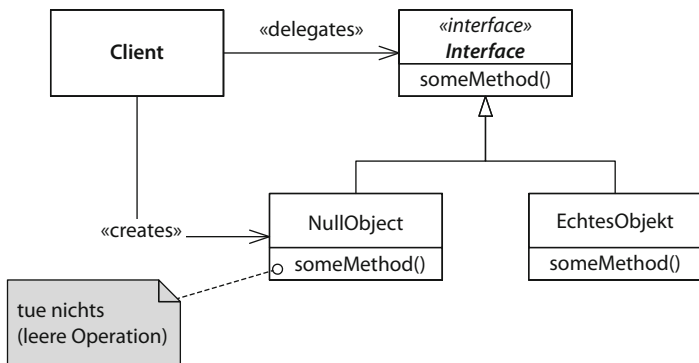 Client
«delegates»
«interface»
Interface
someMethod()
NullObject
someMethod()
EchtesObjekt
someMethod()
«creates»
tue nichts
(leere Operation)